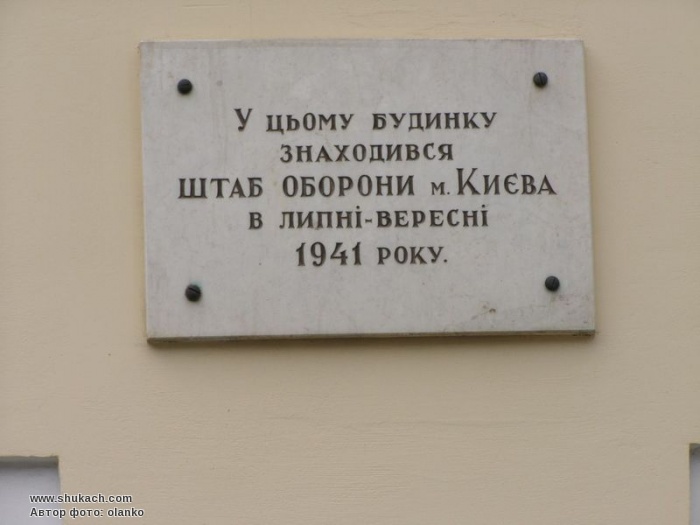 У цьому будинку
знаходився
ШТАБ ОБОРОНИ м. КИЄВА
в липні-вересні
1941 року.
www.shukach.com
Автор фото: olanko